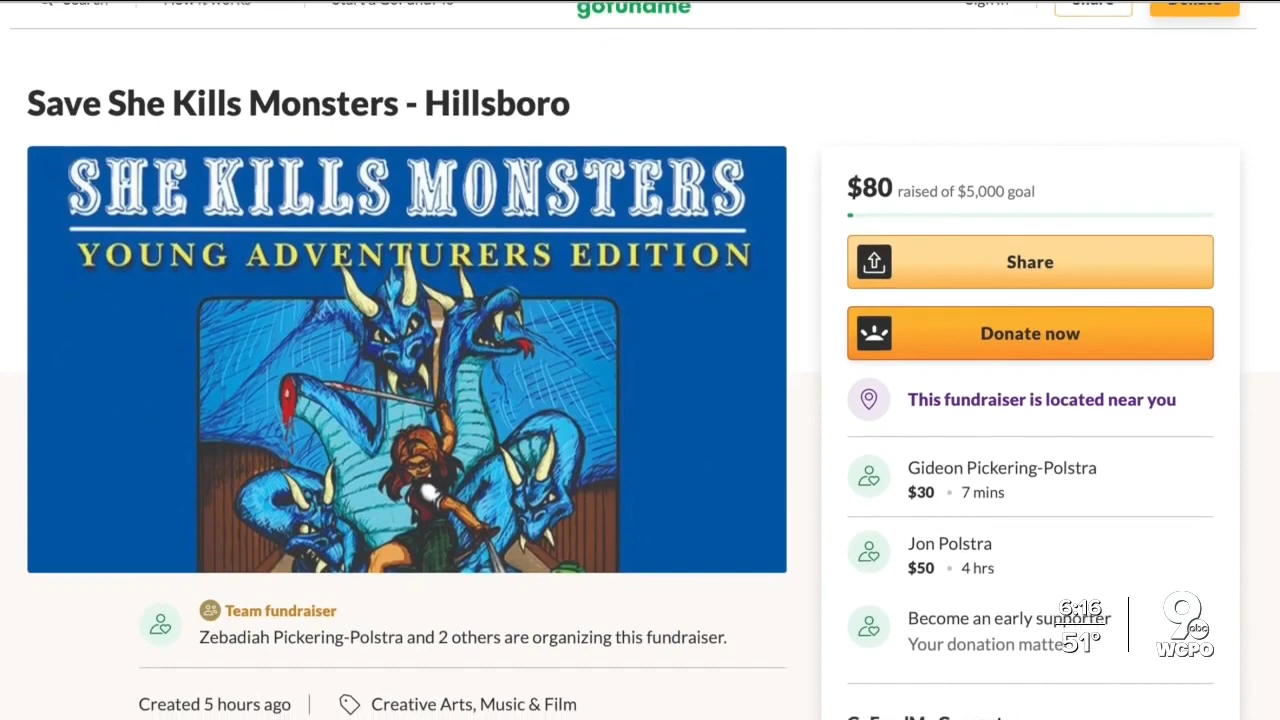 gofundme
Save She Kills Monsters - Hillsboro
SHE KILLS MONSTERS
YOUNG ADVENTURERS EDITION
$80 raised of $5,000 goal
Share
Donate now
This fundraiser is located near you
Gideon Pickering-Polstra
$30 • 7 mins
Jon Polstra
$50 • 4 hrs
Become an early supporter
Your donation matte
6:16
51°
9
abc
WCPO
Team fundraiser
Zebadiah Pickering-Polstra and 2 others are organizing this fundraiser.
Created 5 hours ago
Creative Arts, Music & Film